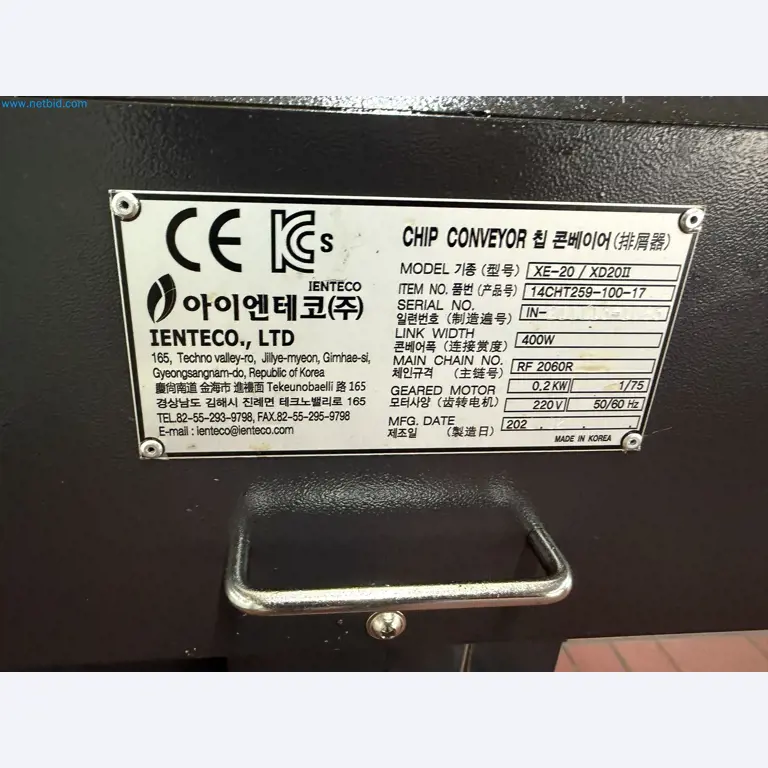 www.netbid.com
CE KCs
IENTECO
아이엔테코(주)
IENTECO., LTD
165, Techno valley-ro, Jillye-myeon, Gimhae-si,
Gyeongsangnam-do, Republic of Korea
慶尙南道 金海市 進禮面 Tekeunobaelli 路 165
경상남도 김해시 진례면 테크노밸리로 165
TEL.82-55-293-9798, FAX.82-55-295-9798
E-mail : ienteco@ienteco.com
CHIP CONVEYOR 칩 콘베이어(排屑器)
MODEL 기종 (型号) XE-20 / XD20II
ITEM NO. 품번 (产品号) 14CHT259-100-17
SERIAL NO.
일련번호 (制造遍号) IN-
LINK WIDTH
콘베어폭 (连接赏度) 400W
MAIN CHAIN NO.
체인규격 (主链号) RF 2060R
GEARED MOTOR 0,2 KW 1/75
모터사양 (齿转电机) 220 V 50/60 Hz
MFG. DATE
제조일 (製造日) 202
MADE IN KOREA